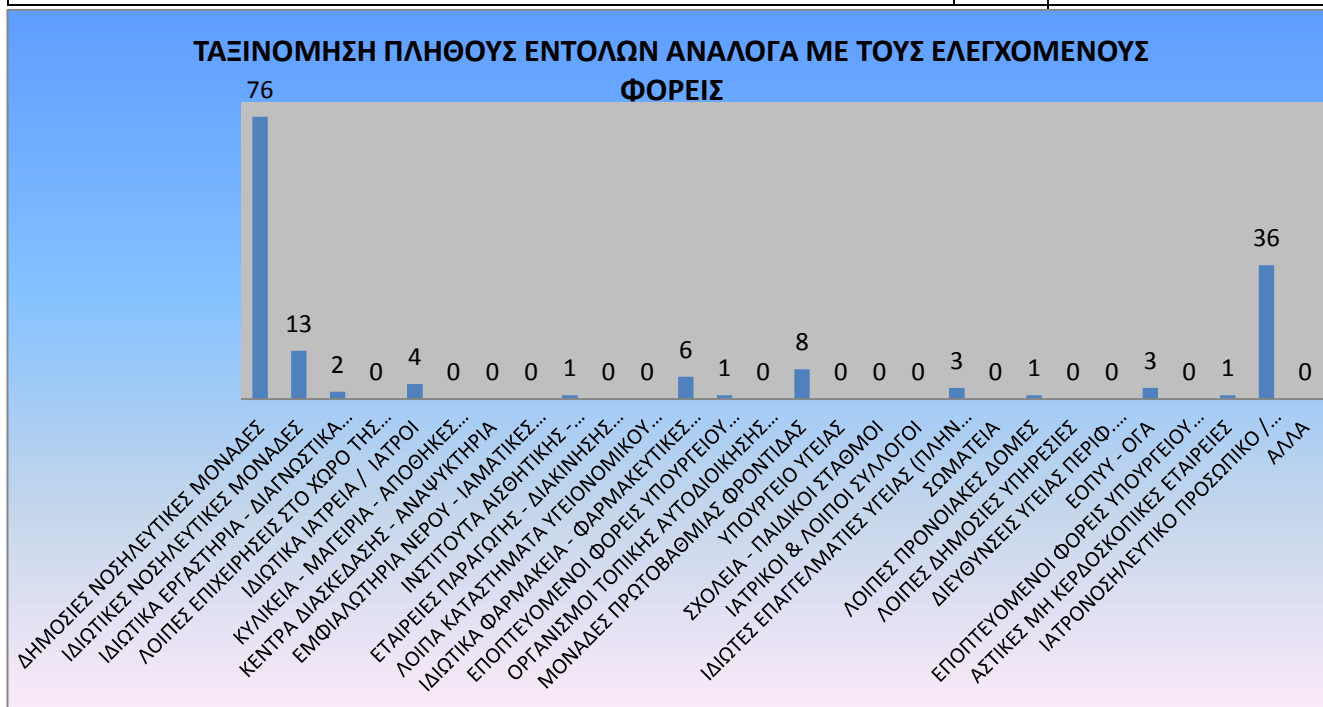 ΤΑΞΙΝΟΜΗΣΗ ΠΛΗΘΟΥΣ ΕΝΤΟΛΩΝ ΑΝΑΛΟΓΑ ΜΕ ΤΟΥΣ ΕΛΕΓΧΟΜΕΝΟΥΣ
ΦΟΡΕΙΣ
76
13
2
0
4
0
0
0
1
0
0
6
1
0
8
0
0
0
3
0
1
0
0
3
0
1
36
0
ΔΗΜΟΣΙΕΣ ΝΟΣΗΛΕΥΤΙΚΕΣ ΜΟΝΑΔΕΣ
ΙΔΙΩΤΙΚΕΣ ΝΟΣΗΛΕΥΤΙΚΕΣ ΜΟΝΑΔΕΣ
ΙΔΙΩΤΙΚΑ ΕΡΓΑΣΤΗΡΙΑ - ΔΙΑΓΝΩΣΤΙΚΑ…
ΛΟΙΠΕΣ ΕΠΙΧΕΙΡΗΣΕΙΣ ΣΤΟ ΧΩΡΟ ΤΗΣ…
ΙΔΙΩΤΙΚΑ ΙΑΤΡΕΙΑ / ΙΑΤΡΟΙ
ΚΥΛΙΚΕΙΑ - ΜΑΓΕΙΡΙΑ - ΑΠΟΘΗΚΕΣ…
ΚΕΝΤΡΑ ΔΙΑΣΚΕΔΑΣΗΣ - ΑΝΑΨΥΚΤΗΡΙΑ
ΕΜΦΙΑΛΩΤΗΡΙΑ ΝΕΡΟΥ - ΙΑΜΑΤΙΚΕΣ…
ΙΝΣΤΙΤΟΥΤΑ ΑΙΣΘΗΤΙΚΗΣ -…
ΕΤΑΙΡΕΙΕΣ ΠΑΡΑΓΩΓΗΣ - ΔΙΑΚΙΝΗΣΗΣ…
ΛΟΙΠΑ ΚΑΤΑΣΤΗΜΑΤΑ ΥΓΕΙΟΝΟΜΙΚΟΥ…
ΙΔΙΩΤΙΚΑ ΦΑΡΜΑΚΕΙΑ - ΦΑΡΜΑΚΕΥΤΙΚΕΣ…
ΕΠΟΠΤΕΥΟΜΕΝΟΙ ΦΟΡΕΙΣ ΥΠΟΥΡΓΕΙΟΥ…
ΟΡΓΑΝΙΣΜΟΙ ΤΟΠΙΚΗΣ ΑΥΤΟΔΙΟΙΚΗΣΗΣ…
ΜΟΝΑΔΕΣ ΠΡΩΤΟΒΑΘΜΙΑΣ ΦΡΟΝΤΙΔΑΣ
ΥΠΟΥΡΓΕΙΟ ΥΓΕΙΑΣ
ΣΧΟΛΕΙΑ - ΠΑΙΔΙΚΟΙ ΣΤΑΘΜΟΙ
ΙΑΤΡΙΚΟΙ & ΛΟΙΠΟΙ ΣΥΛΛΟΓΟΙ
ΙΔΙΩΤΕΣ ΕΠΑΓΓΕΛΜΑΤΙΕΣ ΥΓΕΙΑΣ (ΠΛΗΝ…
ΣΩΜΑΤΕΙΑ
ΛΟΙΠΕΣ ΠΡΟΝΟΙΑΚΕΣ ΔΟΜΕΣ
ΛΟΙΠΕΣ ΔΗΜΟΣΙΕΣ ΥΠΗΡΕΣΙΕΣ
ΔΙΕΥΘΥΝΣΕΙΣ ΥΓΕΙΑΣ ΠΕΡΙΦ…
ΕΟΠΥΥ - ΟΓΑ
ΕΠΟΠΤΕΥΟΜΕΝΟΙ ΦΟΡΕΙΣ ΥΠΟΥΡΓΕΙΟΥ…
ΑΣΤΙΚΕΣ ΜΗ ΚΕΡΔΟΣΚΟΠΙΚΕΣ ΕΤΑΙΡΕΙΕΣ
ΙΑΤΡΟΝΟΣΗΛΕΥΤΙΚΟ ΠΡΟΣΩΠΙΚΟ /…
ΑΛΛΑ